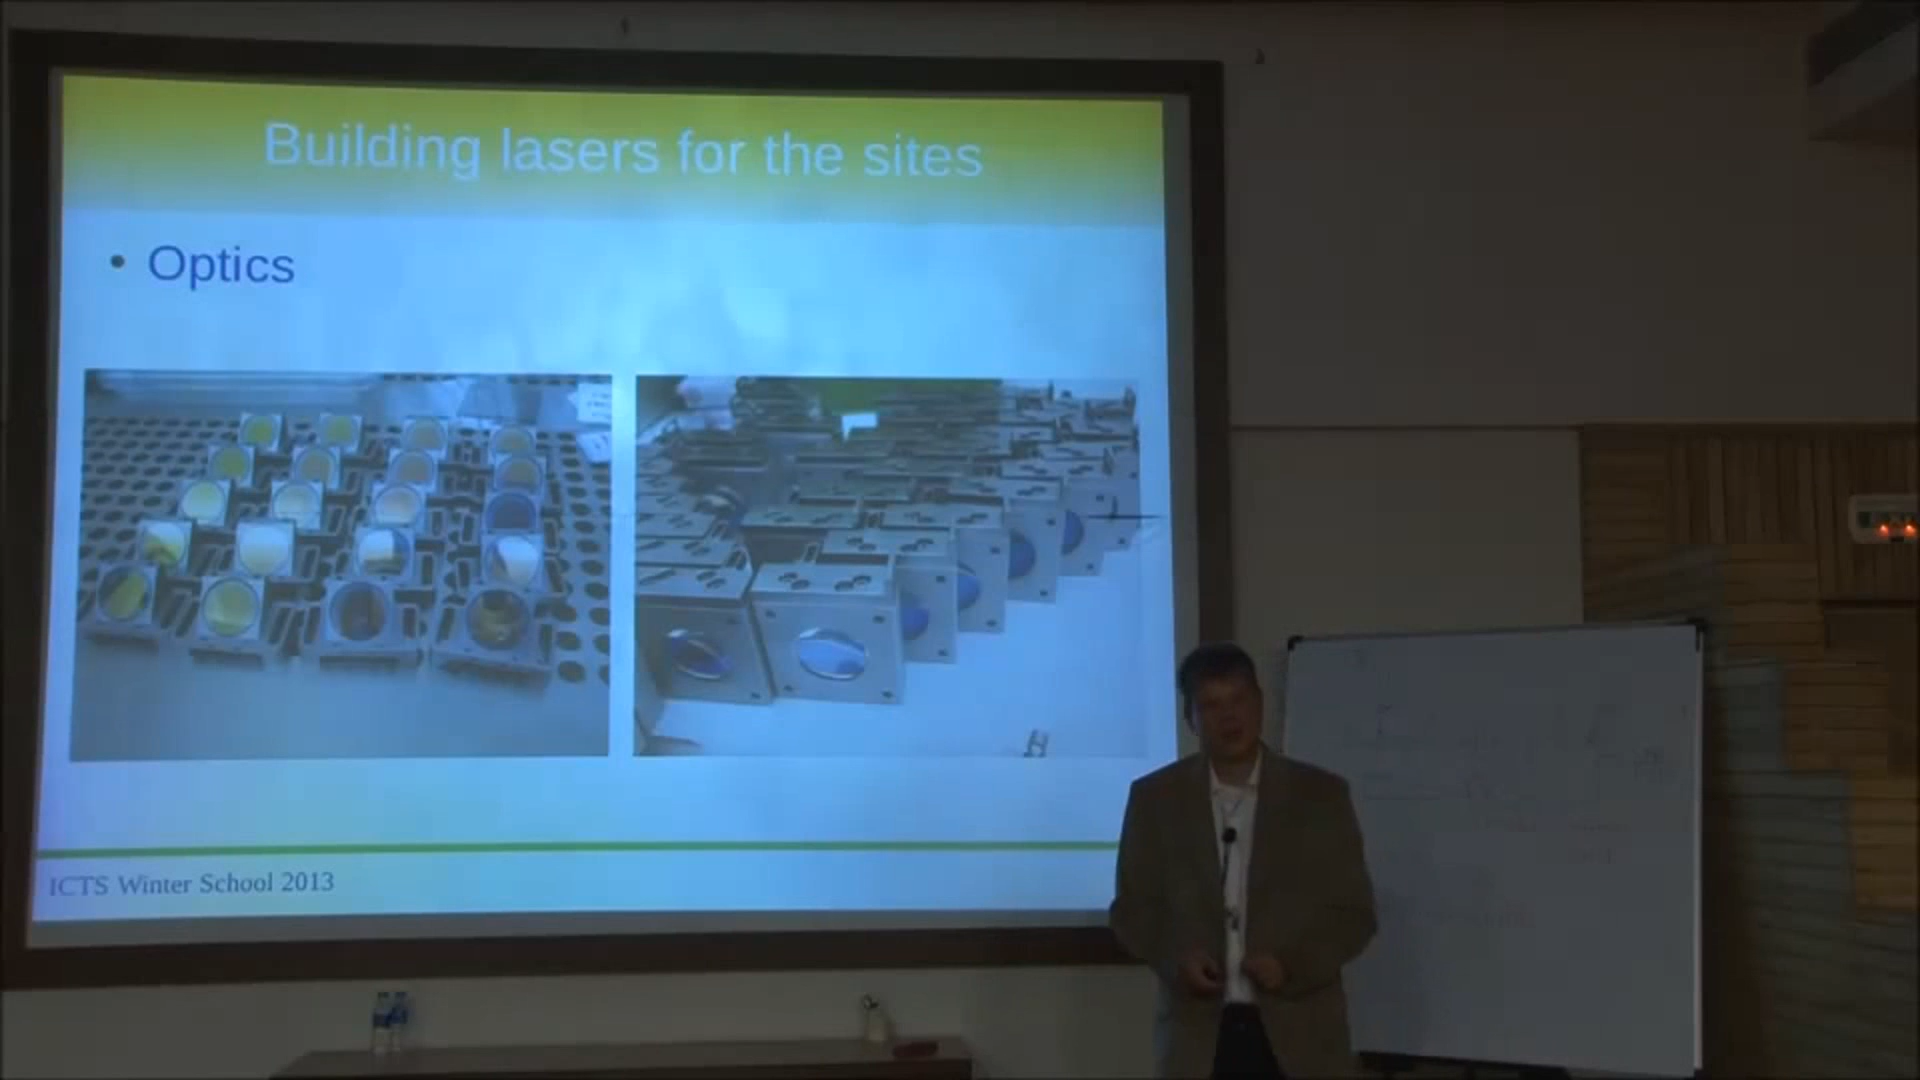 Building lasers for the sites
• Optics
ICTS Winter School 2013